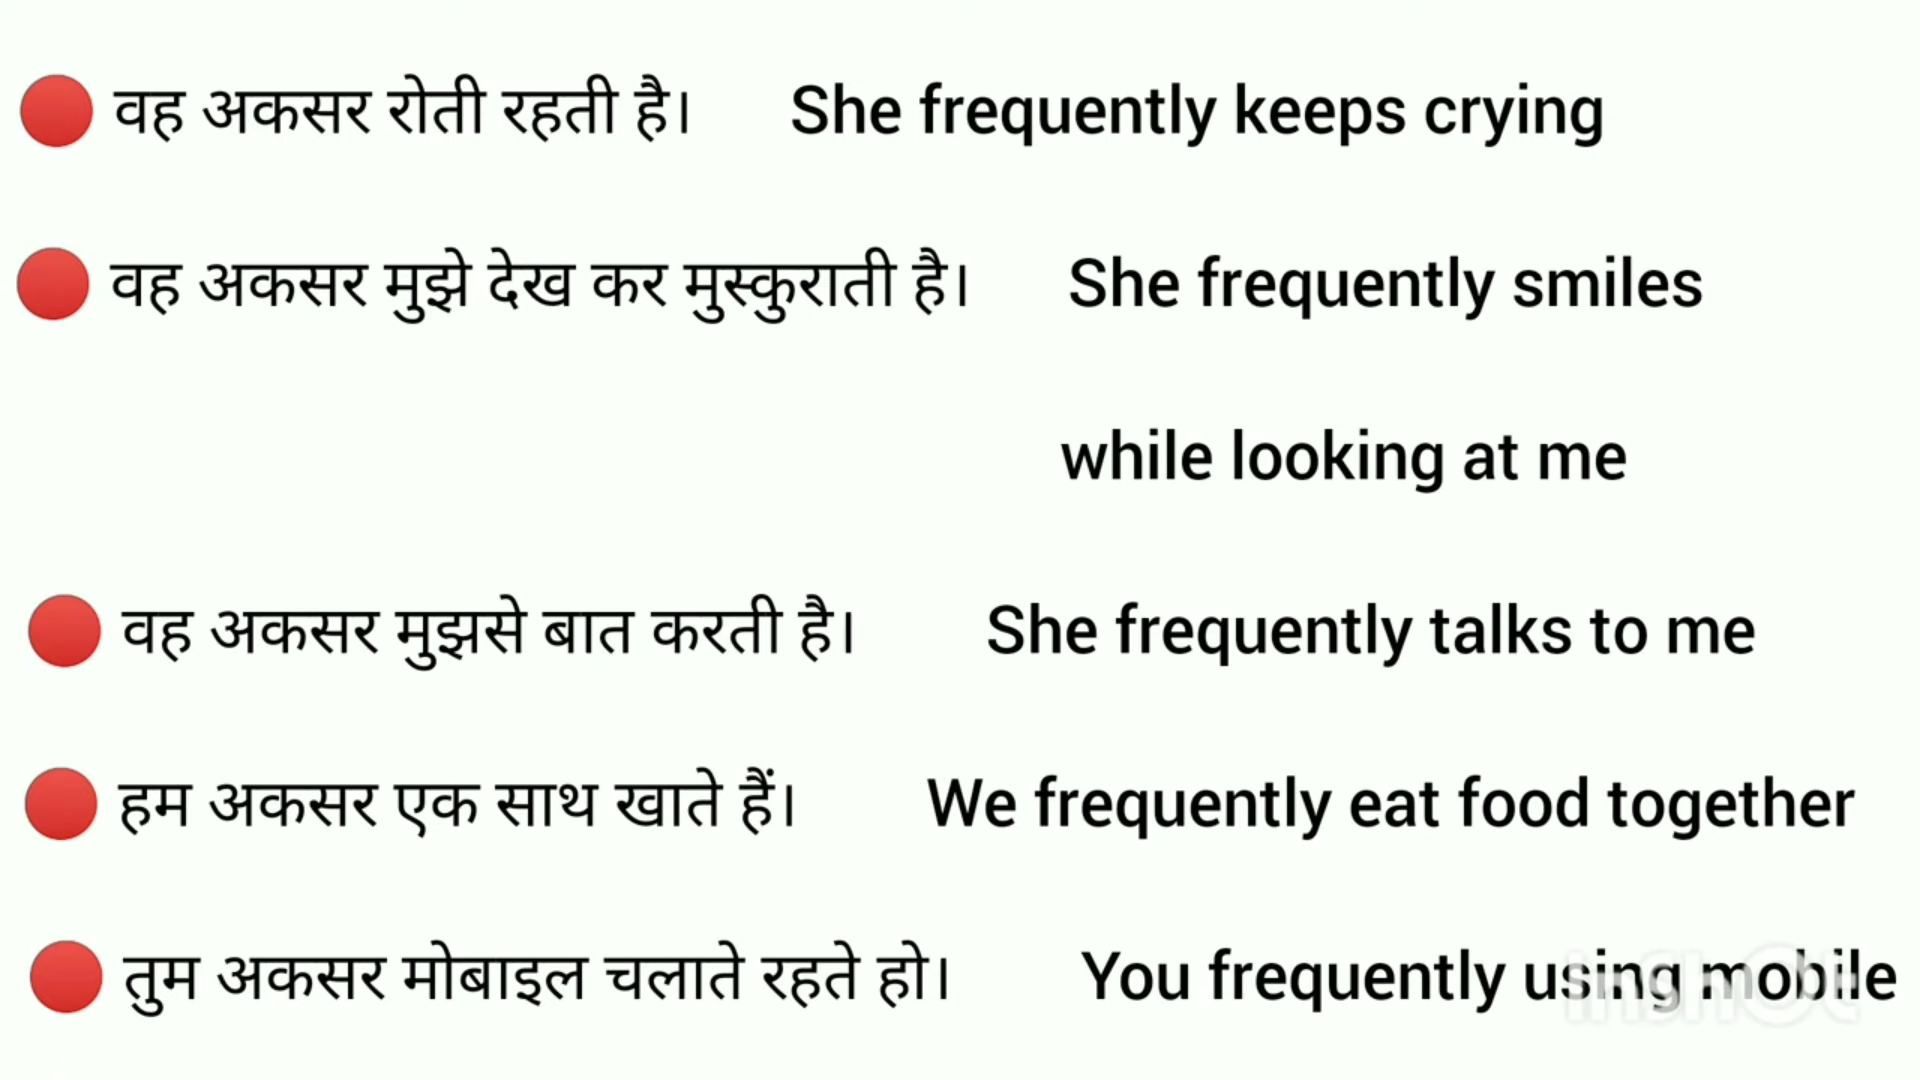 वह अकसर रोती रहती है। She frequently keeps crying
वह अकसर मुझे देख कर मुस्कुराती है। She frequently smiles
while looking at me
वह अकसर मुझसे बात करती है। She frequently talks to me
हम अकसर एक साथ खाते हैं। We frequently eat food together
तुम अकसर मोबाइल चलाते रहते हो। You frequently using mobile
inshot